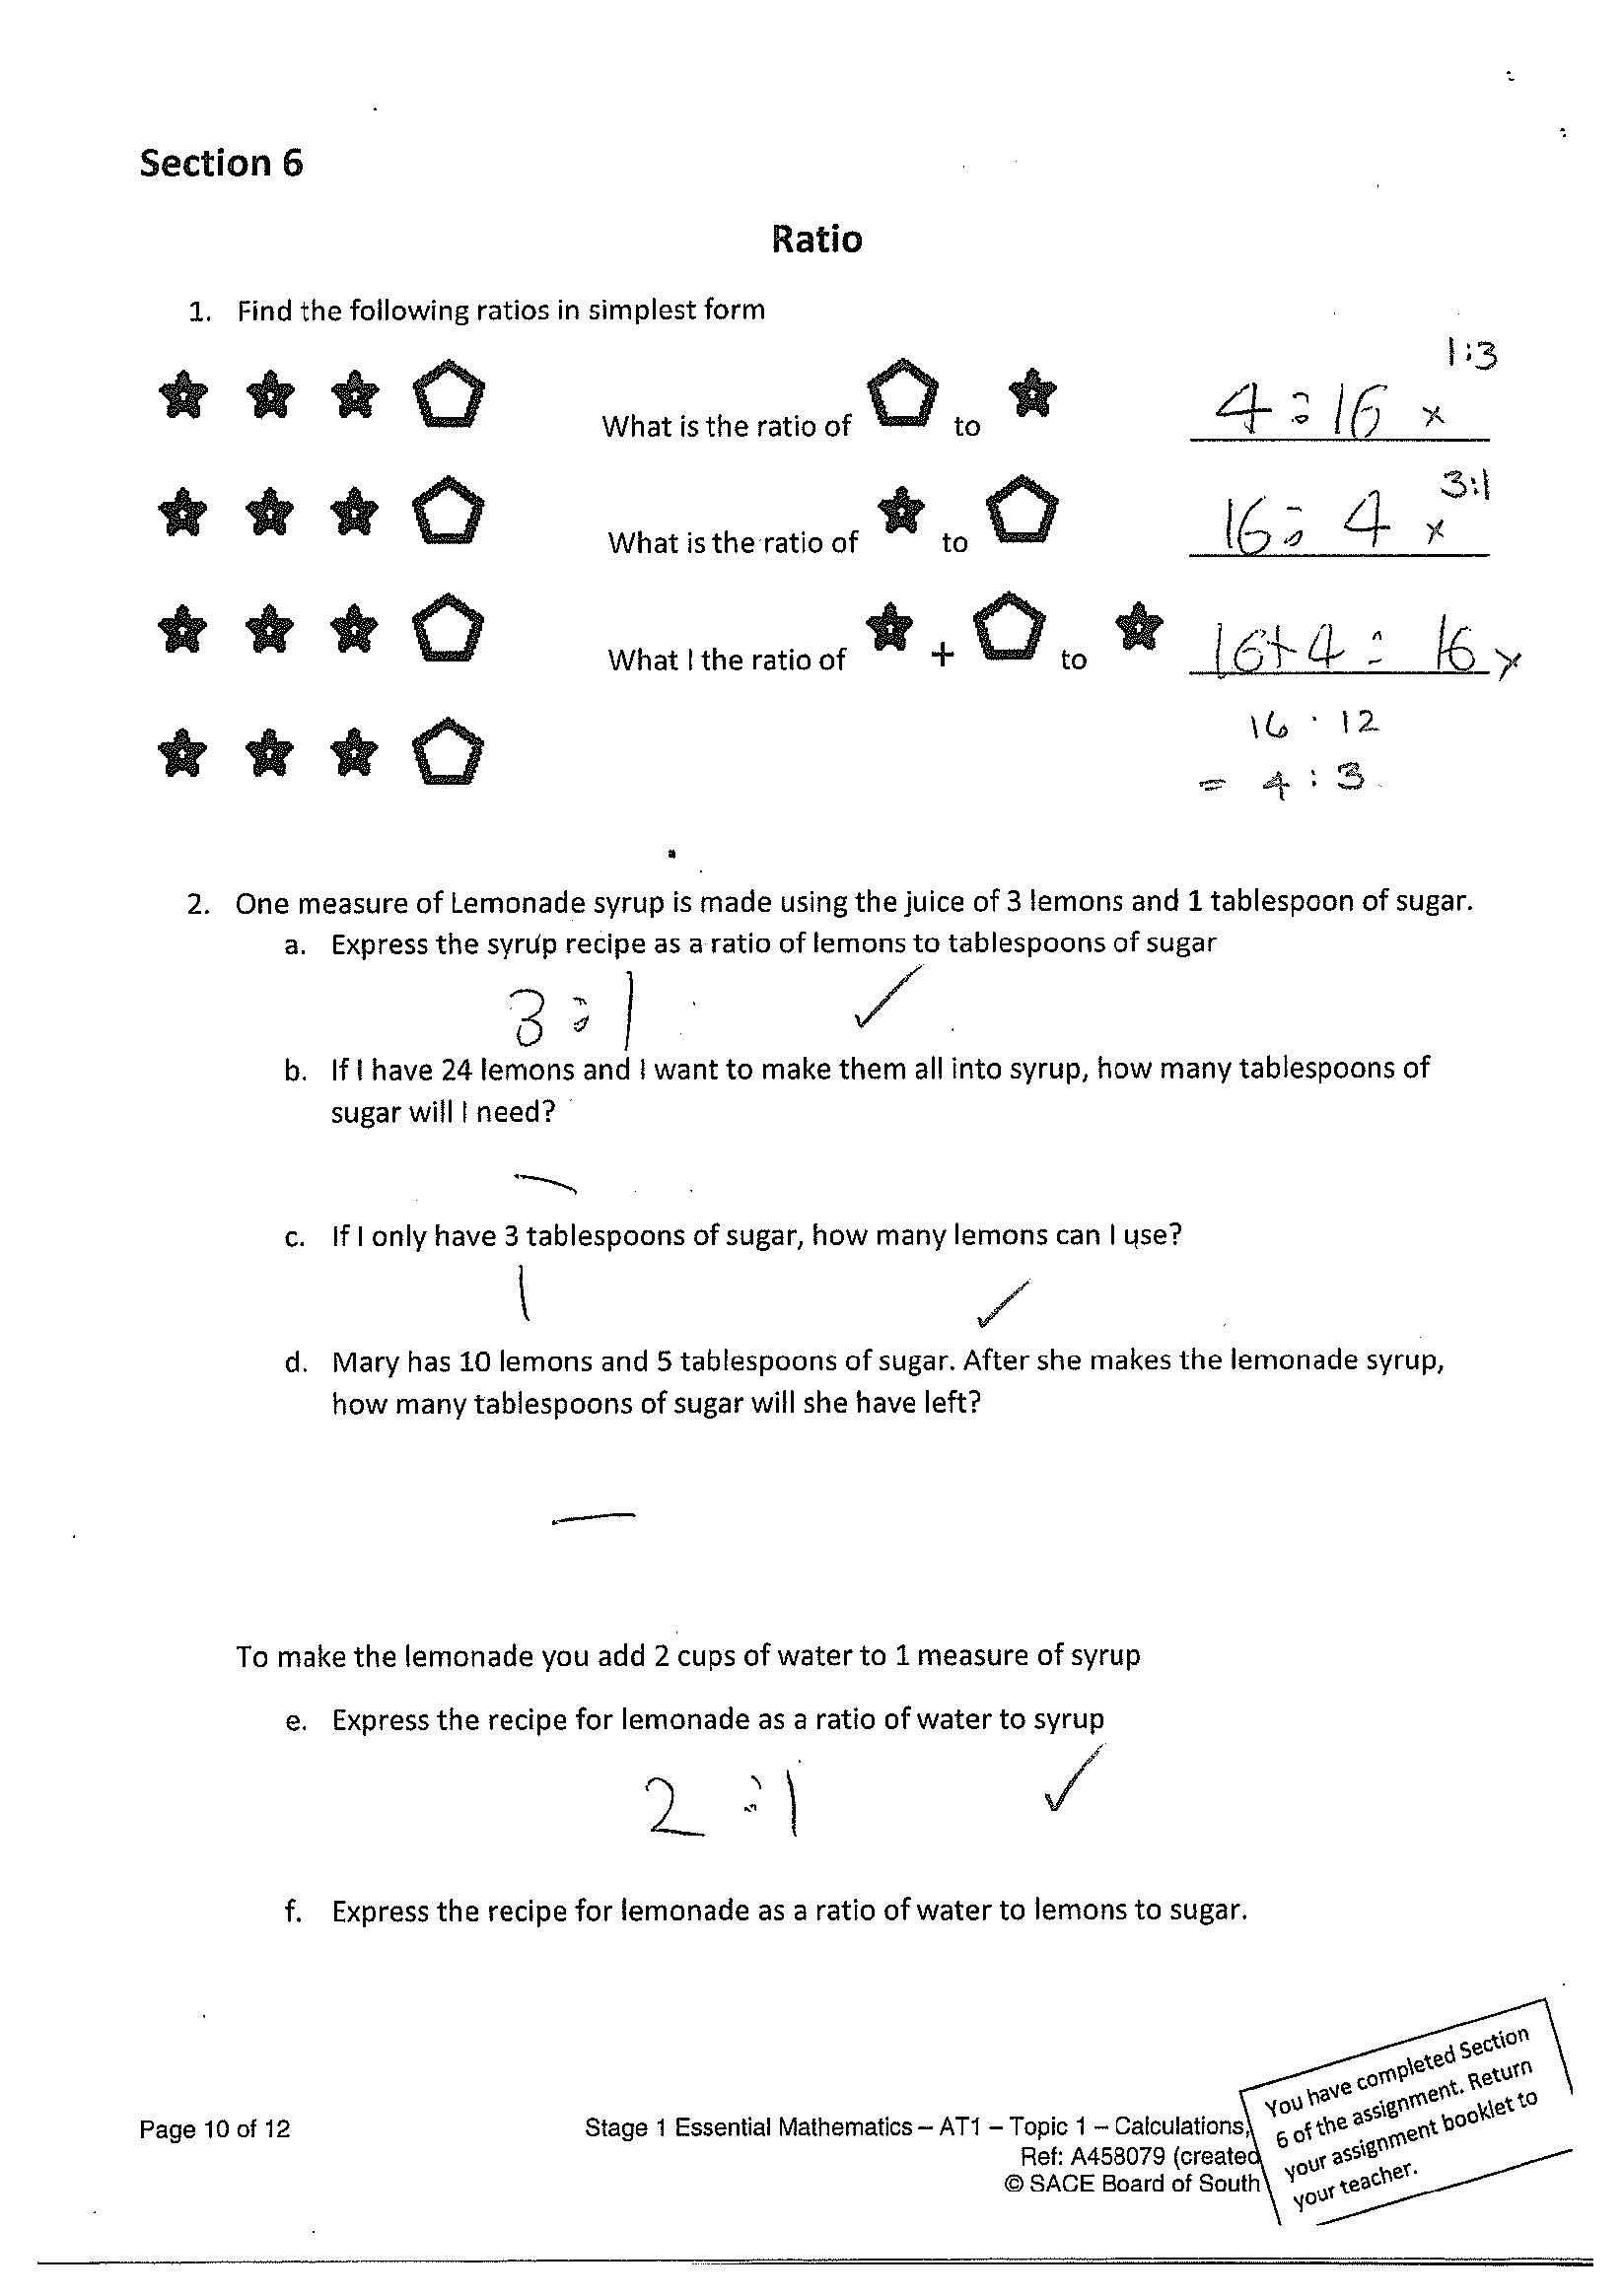 Section 6
Ratio
1. Find the following ratios in simplest form
1:3
What is the ratio of to 4:16 x
3:1
What is the ratio of to 16: 4 x
What I the ratio of + to 16+4 : 16 x
16 : 12
= 4 : 3
2. One measure of Lemonade syrup is made using the juice of 3 lemons and 1 tablespoon of sugar.
a. Express the syrup recipe as a ratio of lemons to tablespoons of sugar
3:1 ✓
b. If I have 24 lemons and I want to make them all into syrup, how many tablespoons of
sugar will I need?
c. If I only have 3 tablespoons of sugar, how many lemons can I use?
1 ✓
d. Mary has 10 lemons and 5 tablespoons of sugar. After she makes the lemonade syrup,
how many tablespoons of sugar will she have left?
—
To make the lemonade you add 2 cups of water to 1 measure of syrup
e. Express the recipe for lemonade as a ratio of water to syrup
2 :1 ✓
f. Express the recipe for lemonade as a ratio of water to lemons to sugar.
You have completed Section
6 of the assignment. Return
your assignment booklet to
your teacher.
Page 10 of 12
Stage 1 Essential Mathematics – AT1 – Topic 1 – Calculations,
Ref: A458079 (created
© SACE Board of South